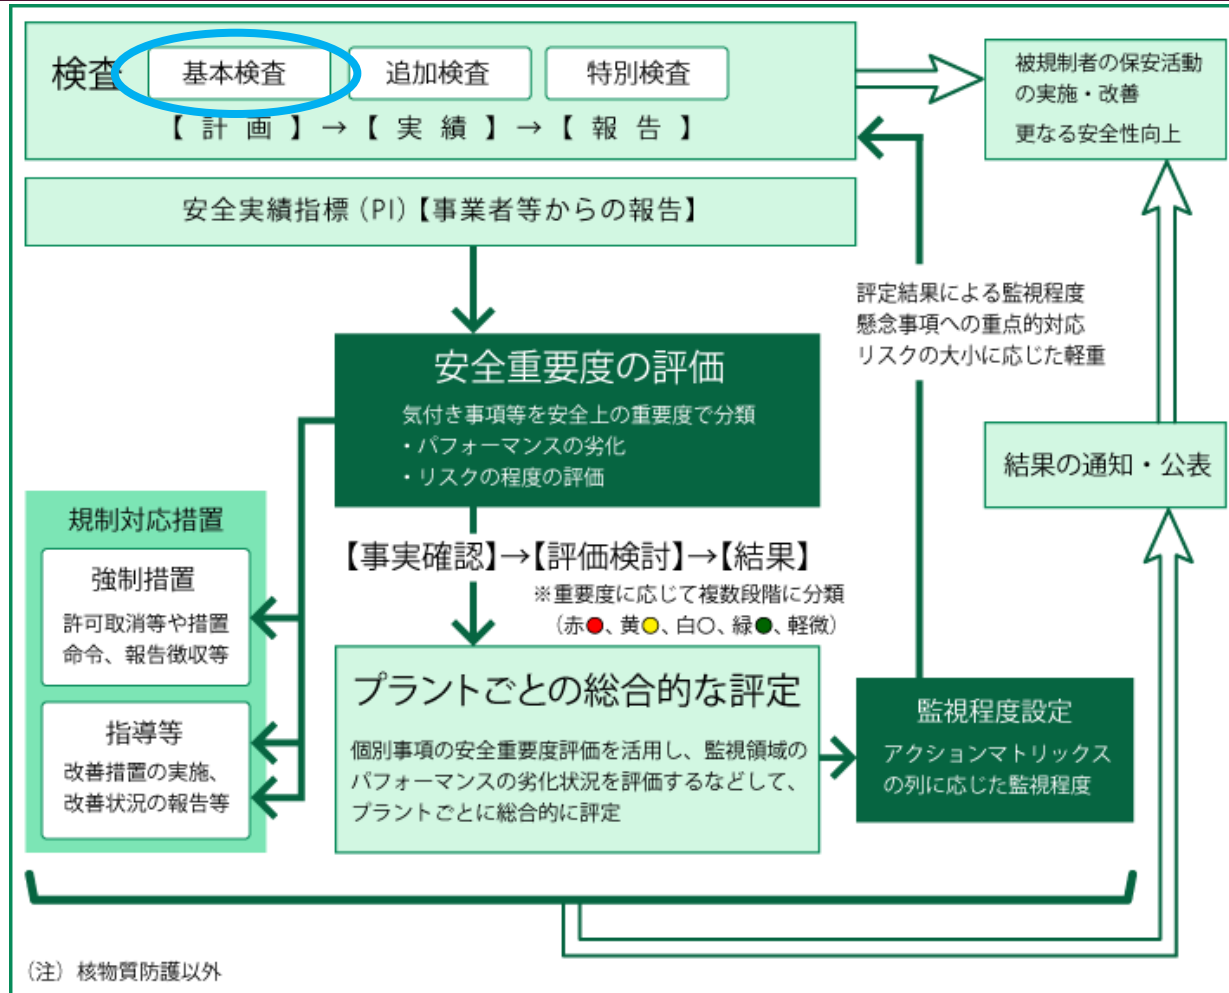 検査
基本検査
追加検査
特別検査
【計画】→【実績】→【報告】
被規制者の保安活動
の実施・改善
更なる安全性向上
安全実績指標（PI）【事業者等からの報告】
評定結果による監視程度
懸念事項への重点的対応
リスクの大小に応じた軽重
安全重要度の評価
気付き事項等を安全上の重要度で分類
・パフォーマンスの劣化
・リスクの程度の評価
結果の通知・公表
規制対応措置
強制措置
許可取消等や措置
命令、報告徴収等
指導等
改善措置の実施、
改善状況の報告等
【事実確認】→【評価検討】→【結果】
※重要度に応じて複数段階に分類
（赤●、黄●、白○、緑●、軽微）
プラントごとの総合的な評定
個別事項の安全重要度評価を活用し、監視領域の
パフォーマンスの劣化状況を評価するなどして、
プラントごとに総合的に評定
監視程度設定
アクションマトリックス
の列に応じた監視程度
（注）核物質防護以外